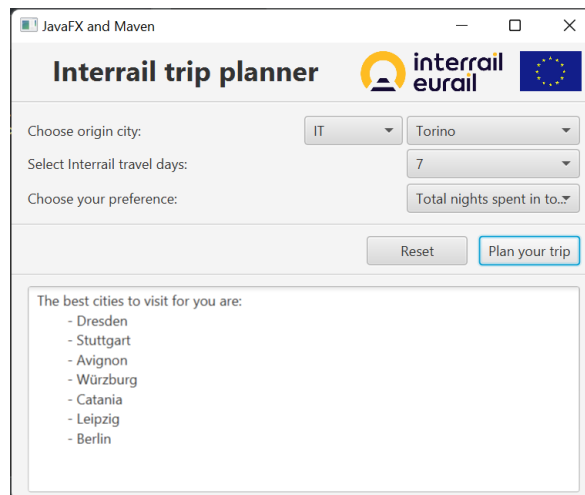 JavaFX and Maven
Interrail trip planner
interrail
eurail
Choose origin city:
IT
Torino
Select Interrail travel days:
7
Choose your preference:
Total nights spent in to...
Reset
Plan your trip
The best cities to visit for you are:
- Dresden
- Stuttgart
- Avignon
- Würzburg
- Catania
- Leipzig
- Berlin